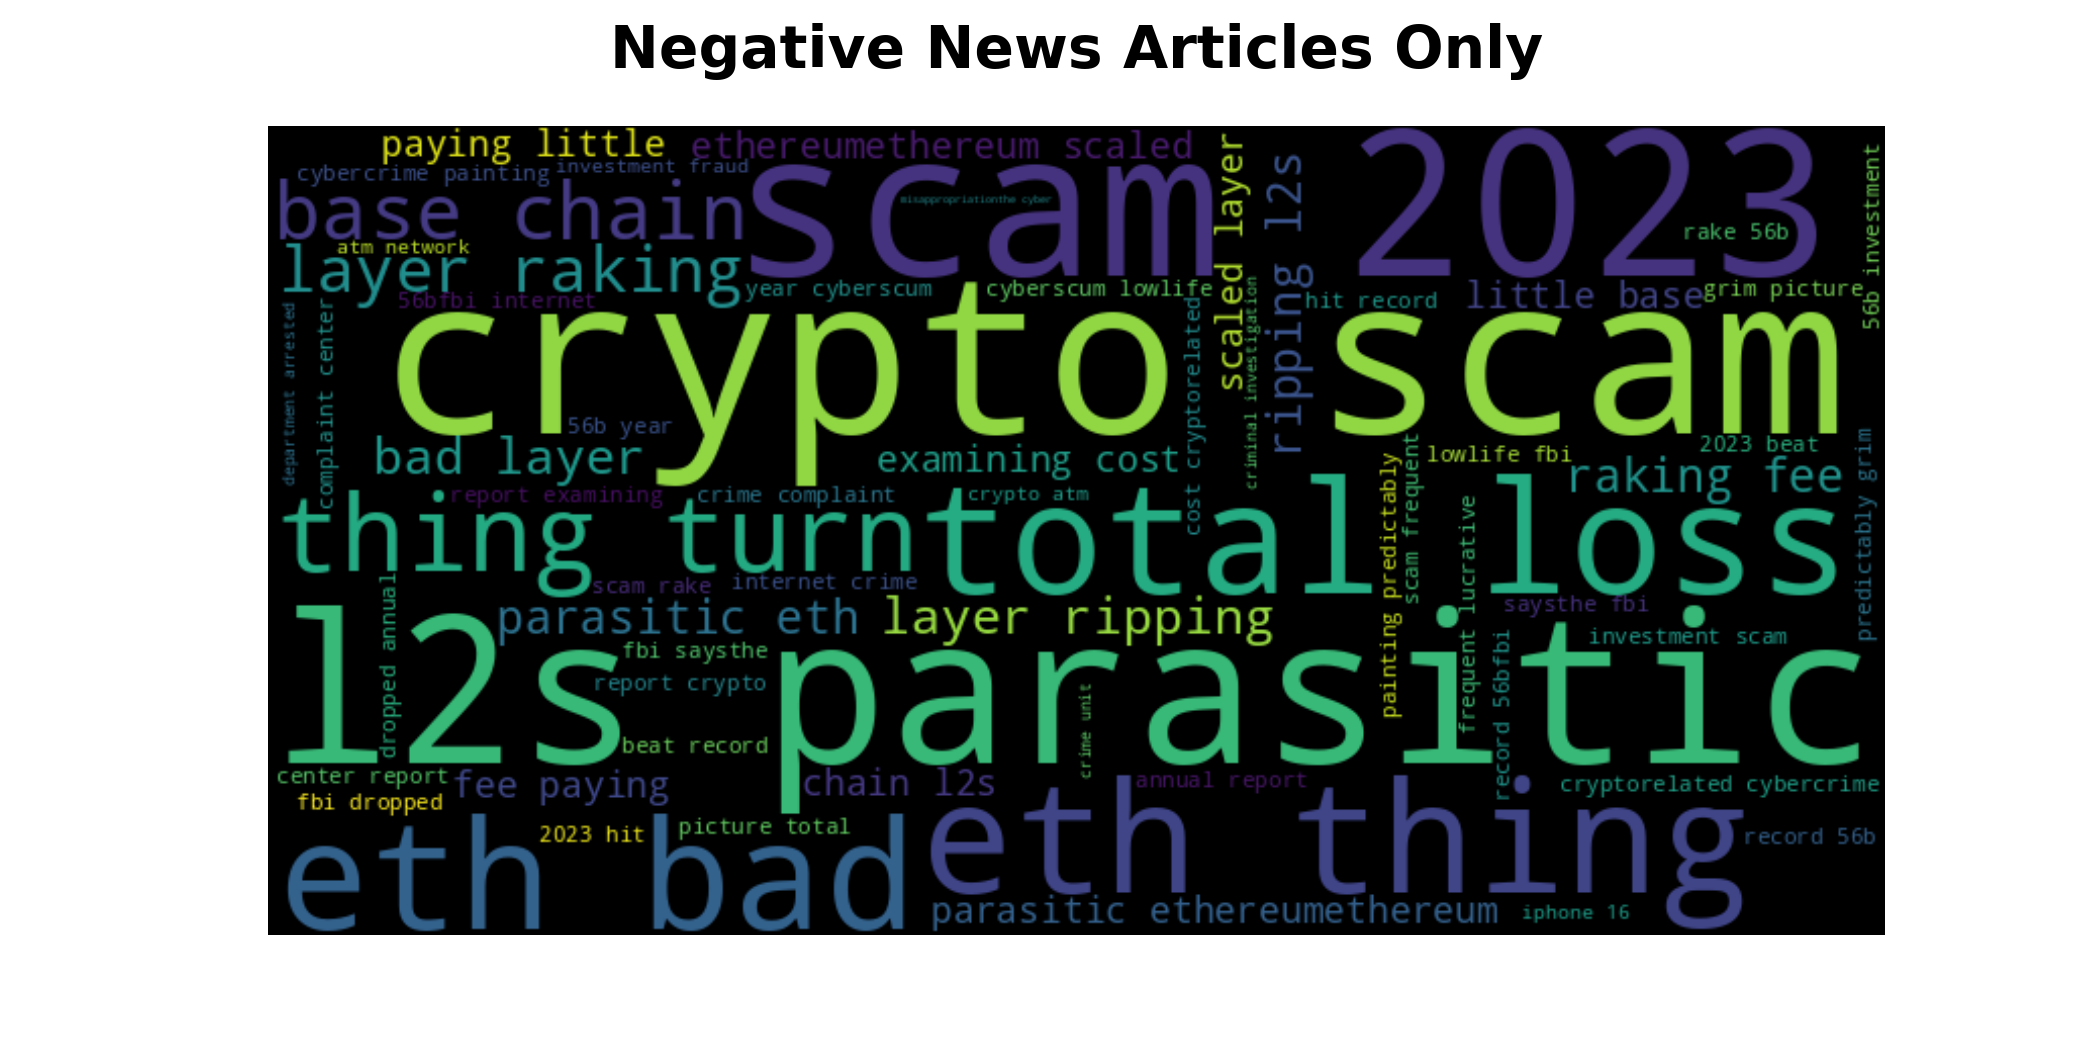 Negative News Articles Only
paying little
ethereumethereum scaled
cybercrime painting
investment fraud
scam 2023
base chain
misappropriationthe cyber
scaled layer
ripping l2s
56b investment
rake 56b
atm network
layer raking
56bfbi internet
year cyberscum
cyberscum lowlife
hit record
little base
grim picture
department arrested
complaint center
crypto scam
cost cryptorelated
criminal investigation
56b year
bad layer
examining cost
lowlife fbi
2023 beat
raking fee
predictably grim
painting predictably
scam frequent
report examining
crime complaint
crypto atm
thing turn
total loss
frequent lucrative
dropped annual
scam rake
internet crime
parasitic eth
layer ripping
saysthe fbi
l2s parasitic
fbi saysthe
investment scam
report crypto
record 56bfbi
crime unit
beat record
center report
fee paying
chain l2s
annual report
cryptorelated cybercrime
fbi dropped
2023 hit
picture total
eth bad
eth thing
record 56b
parasitic ethereumethereum
iphone 16